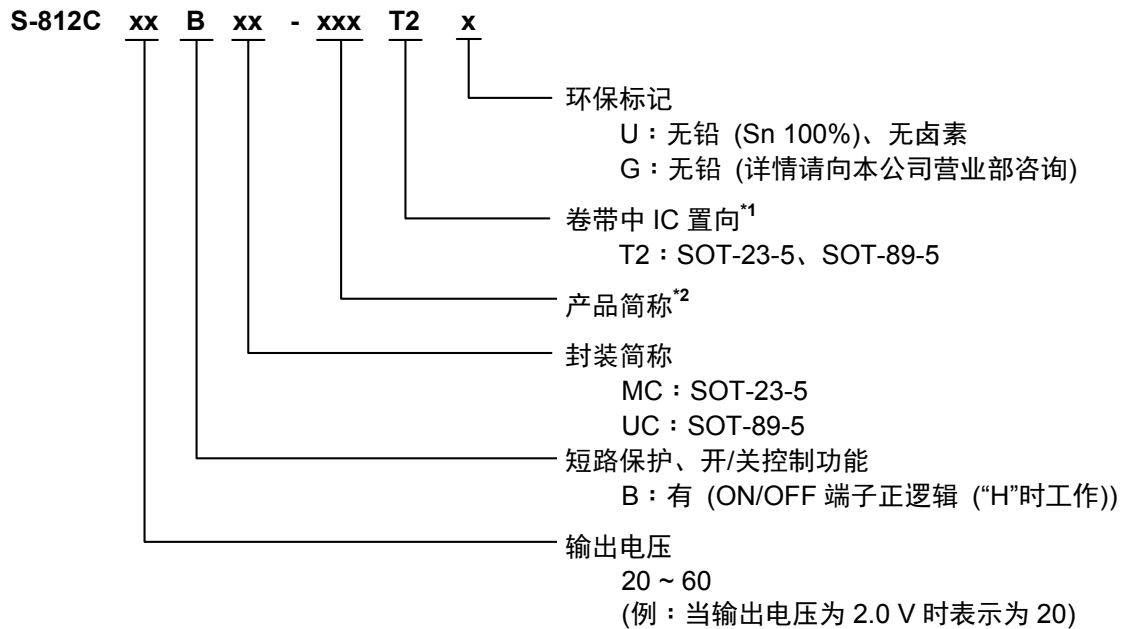 S-812C xx B xx - xxx T2 x
环保标记
U：无铅 (Sn 100%)、无卤素
G：无铅 (详情请向本公司营业部咨询)
卷带中 IC 置向*1
T2：SOT-23-5、SOT-89-5
产品简称*2
封装简称
MC：SOT-23-5
UC：SOT-89-5
短路保护、开/关控制功能
B：有 (ON/OFF 端子正逻辑 (“H”时工作))
输出电压
20 ~ 60
(例：当输出电压为 2.0 V 时表示为 20)